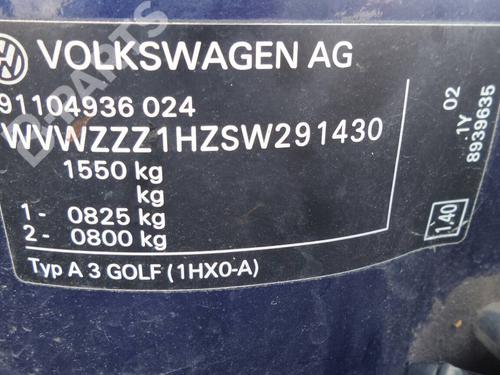 VOLKSWAGEN AG
91104936 024
WVWZZZ1HZSW291430
1550 kg
kg
1- 0825 kg
2- 0800 kg
Typ A 3 GOLF (1HX0-A)
1Y 02
8939635
1,40
D-PARTS